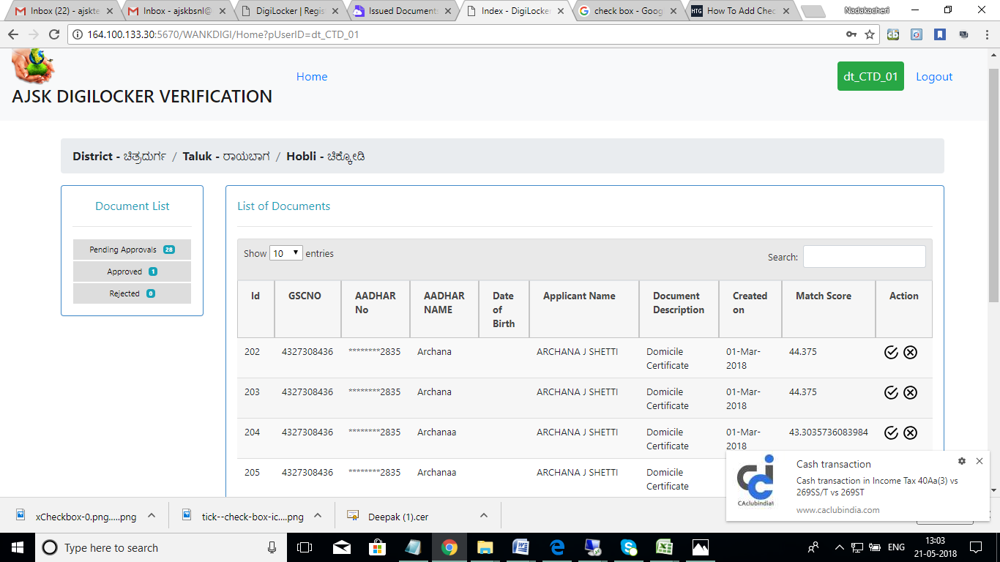 Inbox (22) - ajskte
Inbox - ajskbsnl@
DigiLocker | Regis
Issued Documents
Index - DigiLocker
check box - Goog
How To Add Chec
Nadakacheri
164.100.133.30:5670/WANKDIGI/Home?pUserID=dt_CTD_01
Home
dt_CTD_01
Logout
AJSK DIGILOCKER VERIFICATION
District - ಚಿತ್ರದುರ್ಗ / Taluk - ರಾಯಬಾಗ / Hobli - ಚಿಕ್ಕೋಡಿ
Document List
Pending Approvals 28
Approved 1
Rejected 0
List of Documents
Show 10 entries
Search:
Id GSCNO AADHAR No AADHAR NAME Date of Birth Applicant Name Document Description Created on Match Score Action
202 4327308436 ********2835 Archana ARCHANA J SHETTI Domicile Certificate 01-Mar-2018 44.375
203 4327308436 ********2835 Archana ARCHANA J SHETTI Domicile Certificate 01-Mar-2018 44.375
204 4327308436 ********2835 Archanaa ARCHANA J SHETTI Domicile Certificate 01-Mar-2018 43.3035736083984
205 4327308436 ********2835 Archanaa ARCHANA J SHETTI Domicile Certificate
CAclubindia
Cash transaction
Cash transaction in Income Tax 40Aa(3) vs
269SS/T vs 269ST
www.caclubindia.com
xCheckbox-0.png.....png
tick--check-box-ic....png
Deepak (1).cer
Type here to search
ENG
13:03
21-05-2018